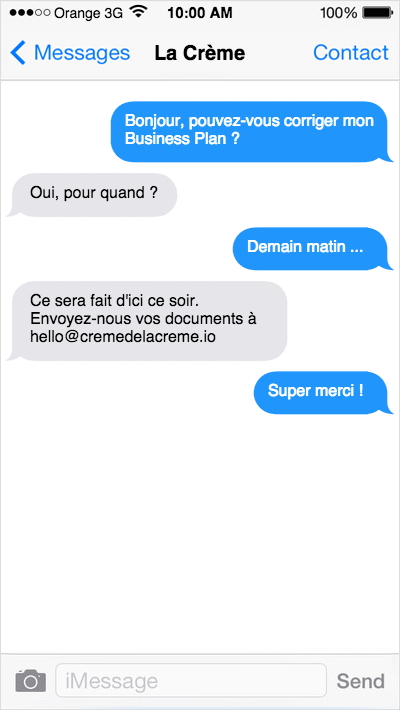 Orange 3G 10:00 AM 100%
Messages La Crème Contact
Bonjour, pouvez-vous corriger mon
Business Plan ?
Oui, pour quand ?
Demain matin ...
Ce sera fait d'ici ce soir.
Envoyez-nous vos documents à
hello@cremedelacreme.io
Super merci !
iMessage Send